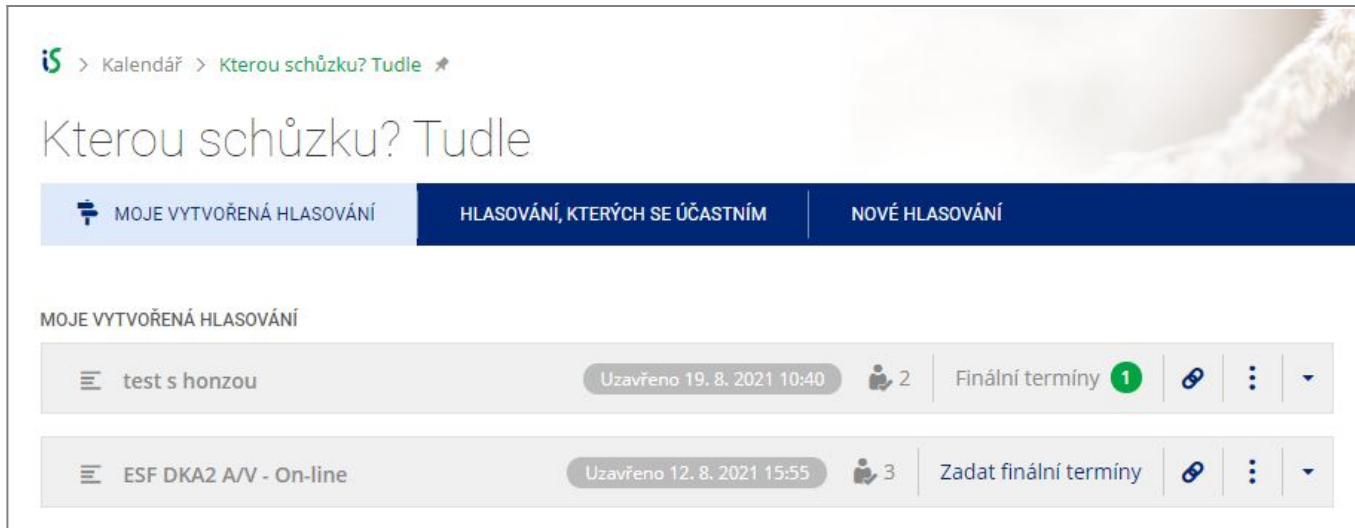 iS > Kalendář > Kterou schůzku? Tudle
Kterou schůzku? Tudle
MOJE VYTVOŘENÁ HLASOVÁNÍ HLASOVÁNÍ, KTERÝCH SE ÚČASTNÍM NOVÉ HLASOVÁNÍ
MOJE VYTVOŘENÁ HLASOVÁNÍ
test s honzou Uzavřeno 19. 8. 2021 10:40 2 Finální termíny 1
ESF DKA2 A/V - On-line Uzavřeno 12. 8. 2021 15:55 3 Zadat finální termíny